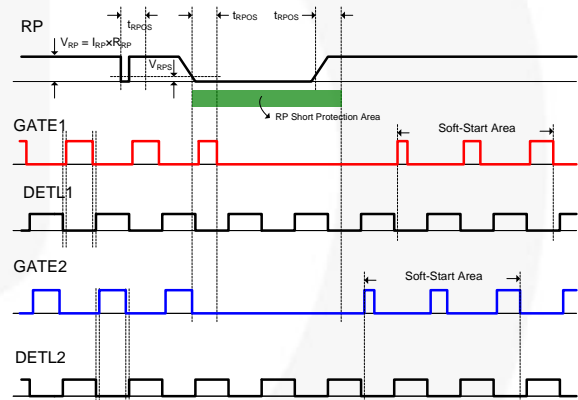 RP
tRPOS
tRPOS
tRPOS
VRP = IRP×RRP
VRPS
RP Short Protection Area
GATE1
Soft-Start Area
DETL1
GATE2
Soft-Start Area
DETL2